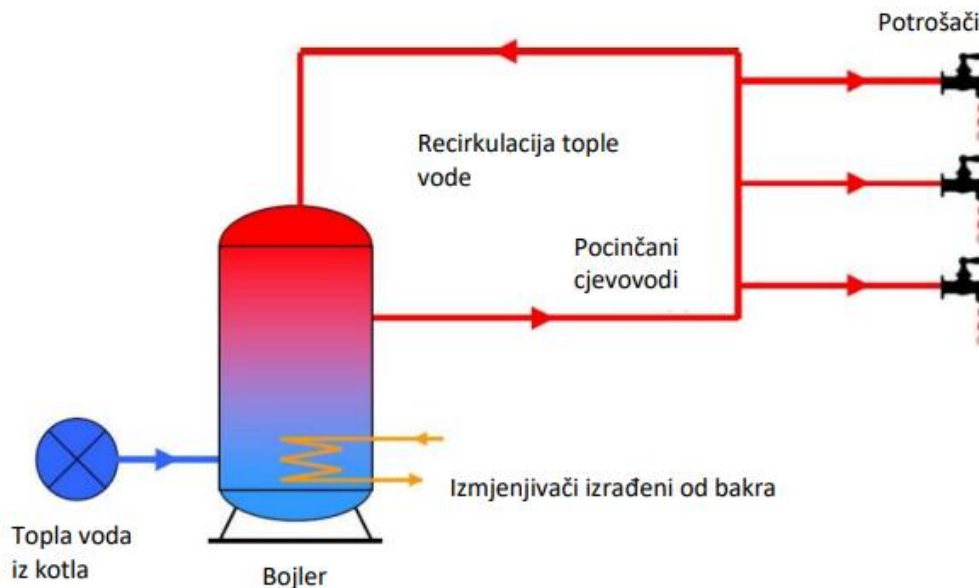 Potrošači
Recirkulacija tople
vode
Pocinčani
cjevovodi
Izmjenjivači izrađeni od bakra
Topla voda
iz kotla
Bojler